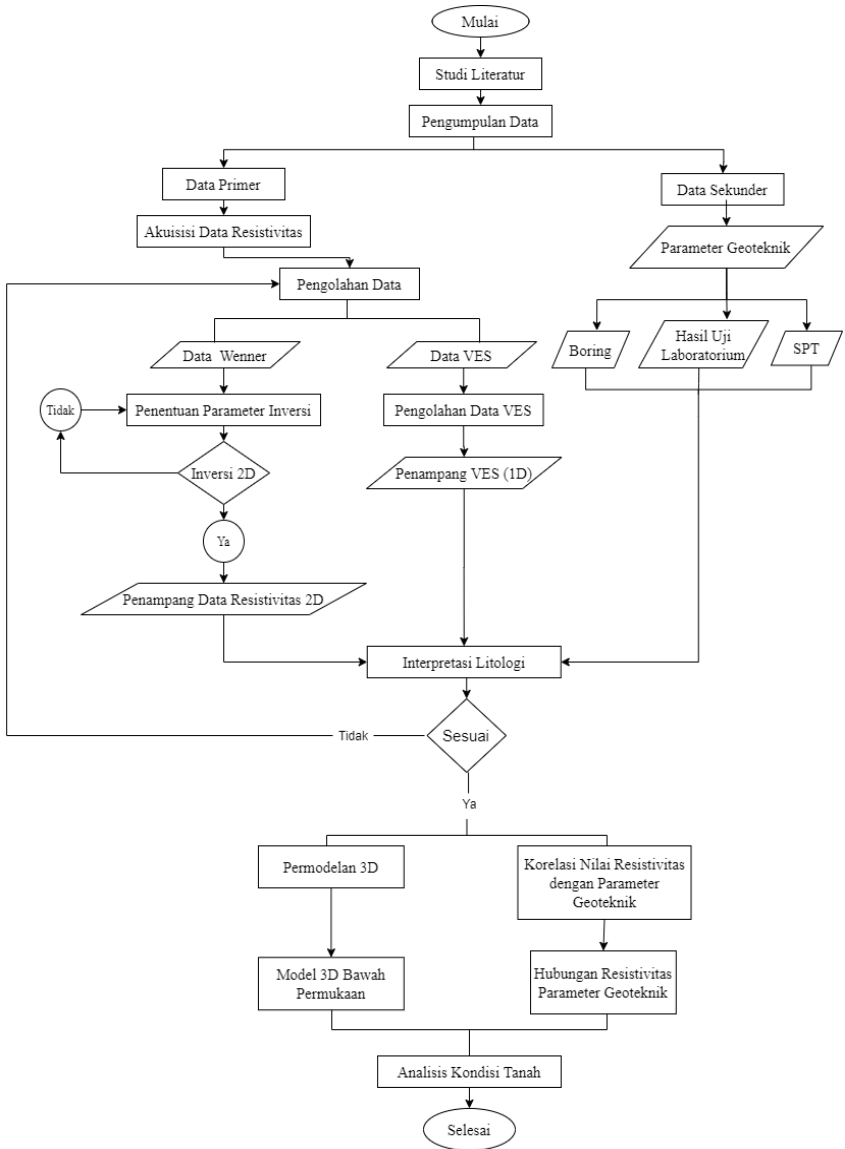 Mulai
Studi Literatur
Pengumpulan Data
Data Primer
Data Sekunder
Akuisisi Data Resistivitas
Parameter Geoteknik
Pengolahan Data
Boring
Hasil Uji
Laboratorium
SPT
Data Wenner
Data VES
Tidak
Penentuan Parameter Inversi
Pengolahan Data VES
Inversi 2D
Penampang VES (1D)
Ya
Penampang Data Resistivitas 2D
Interpretasi Litologi
Tidak
Sesuai
Ya
Permodelan 3D
Korelasi Nilai Resistivitas
dengan Parameter
Geoteknik
Model 3D Bawah
Permukaan
Hubungan Resistivitas
Parameter Geoteknik
Analisis Kondisi Tanah
Selesai